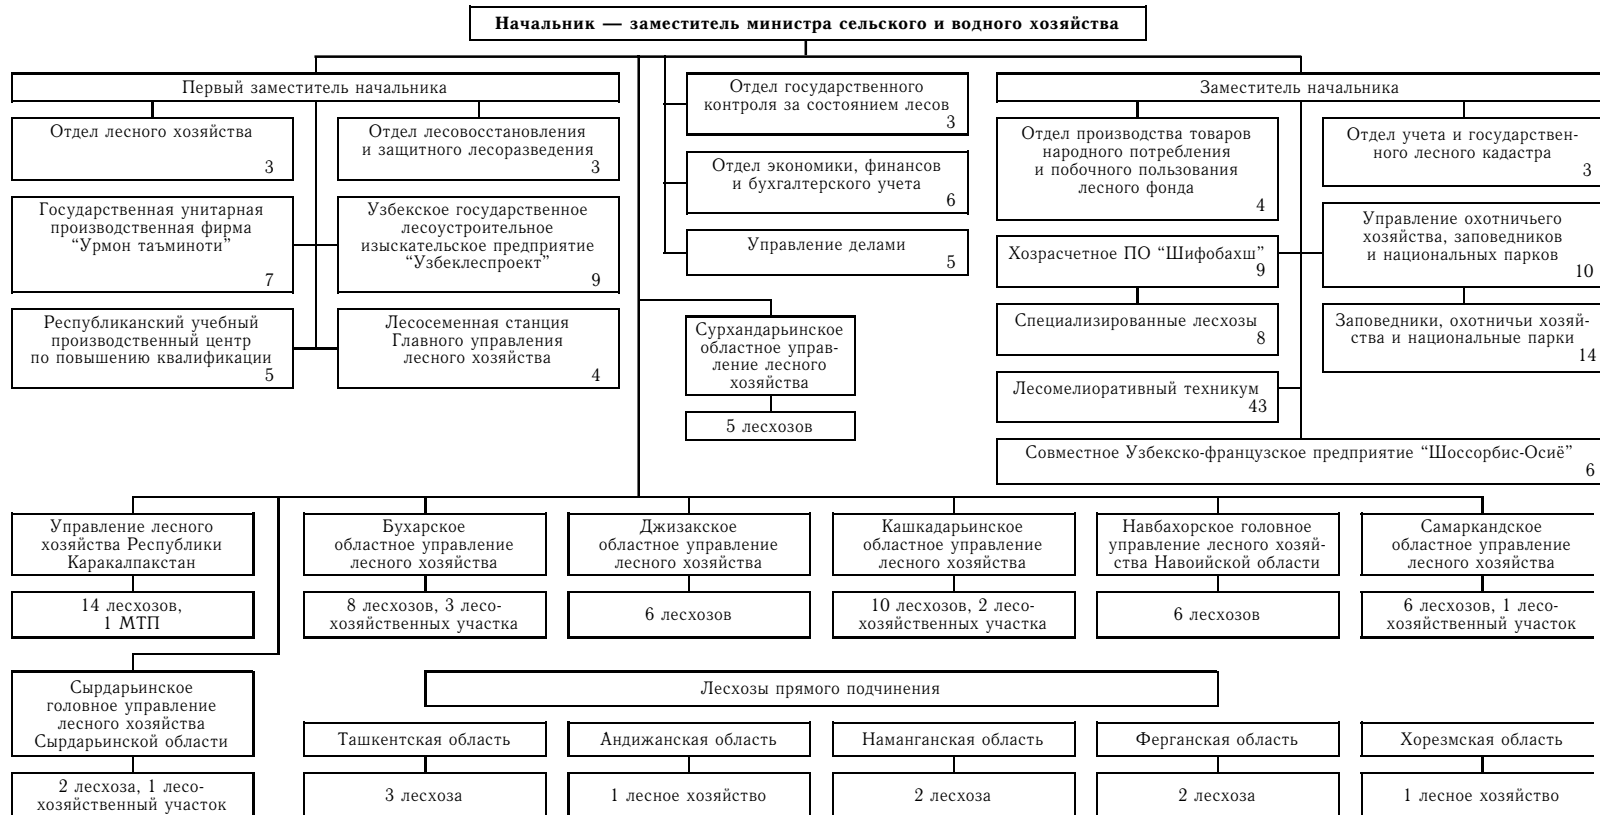 Начальник — заместитель министра сельского и водного хозяйства
Первый заместитель начальника
Отдел лесного хозяйства
3
Отдел лесовосстановления
и защитного лесоразведения
3
Государственная унитарная
производственная фирма
“Урмон таъминоти”
7
Узбекское государственное
лесоустроительное
изыскательское предприятие
“Узбеклеспроект”
9
Республиканский учебный
производственный центр
по повышению квалификации
5
Лесосеменная станция
Главного управления
лесного хозяйства
4
Отдел государственного
контроля за состоянием лесов
3
Отдел экономики, финансов
и бухгалтерского учета
6
Управление делами
5
Сурхандарьинское
областное управ-
ление лесного
хозяйства
5 лесхозов
Заместитель начальника
Отдел производства товаров
народного потребления
и побочного пользования
лесного фонда
4
Отдел учета и государствен-
ного лесного кадастра
3
Хозрасчетное ПО “Шифобахш”
9
Управление охотничьего
хозяйства, заповедников
и национальных парков
10
Специализированные лесхозы
8
Заповедники, охотничьи хозяй-
ства и национальные парки
14
Лесомелиоративный техникум
43
Совместное Узбекско-французское предприятие “Шоссорбис-Осиё”
6
Управление лесного
хозяйства Республики
Каракалпакстан
14 лесхозов,
1 МТП
Бухарское
областное управление
лесного хозяйства
8 лесхозов, 3 лесо-
хозяйственных участка
Джизакское
областное управление
лесного хозяйства
6 лесхозов
Кашкадарьинское
областное управление
лесного хозяйства
10 лесхозов, 2 лесо-
хозяйственных участка
Навбахорское головное
управление лесного хозяй-
ства Навоийской области
6 лесхозов
Самаркандское
областное управление
лесного хозяйства
6 лесхозов, 1 лесо-
хозяйственный участок
Сырдарьинское
головное управление
лесного хозяйства
Сырдарьинской области
2 лесхоза, 1 лесо-
хозяйственный участок
Лесхозы прямого подчинения
Ташкентская область
3 лесхоза
Андижанская область
1 лесное хозяйство
Наманганская область
2 лесхоза
Ферганская область
2 лесхоза
Хорезмская область
1 лесное хозяйство